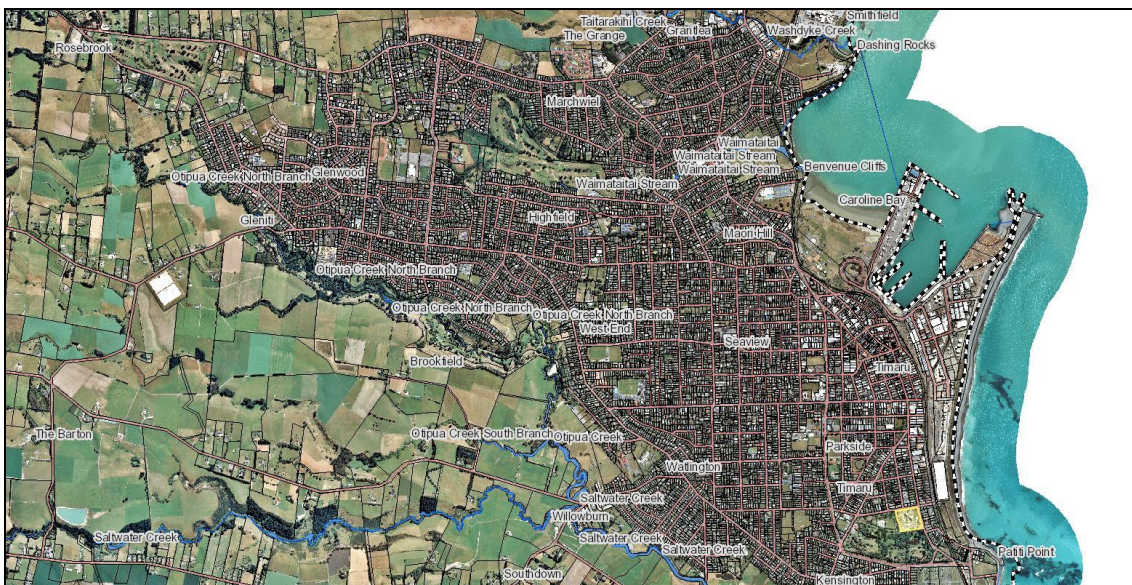 Smithfield
Taitarakihi Creek
Grantlea
Washdyke Creek
The Grange
Dashing Rocks
Rosebrook
Marchwiel
Waimataitai
Waimataitai Stream
Waimataitai Stream
Benvenue Cliffs
Otipua Creek North Branch
Glenwood
Waimataitai Stream
Caroline Bay
Gleniti
Highfield
Maori Hill
Otipua Creek North Branch
Otipua Creek North Branch
Otipua Creek North Branch
West End
Seaview
Brookfield
Timaru
The Barton
Otipua Creek South Branch
Otipua Creek
Parkside
Watlington
Timaru
Saltwater Creek
Willowburn
Saltwater Creek
Saltwater Creek
Saltwater Creek
Patiti Point
Southdown
Kensington